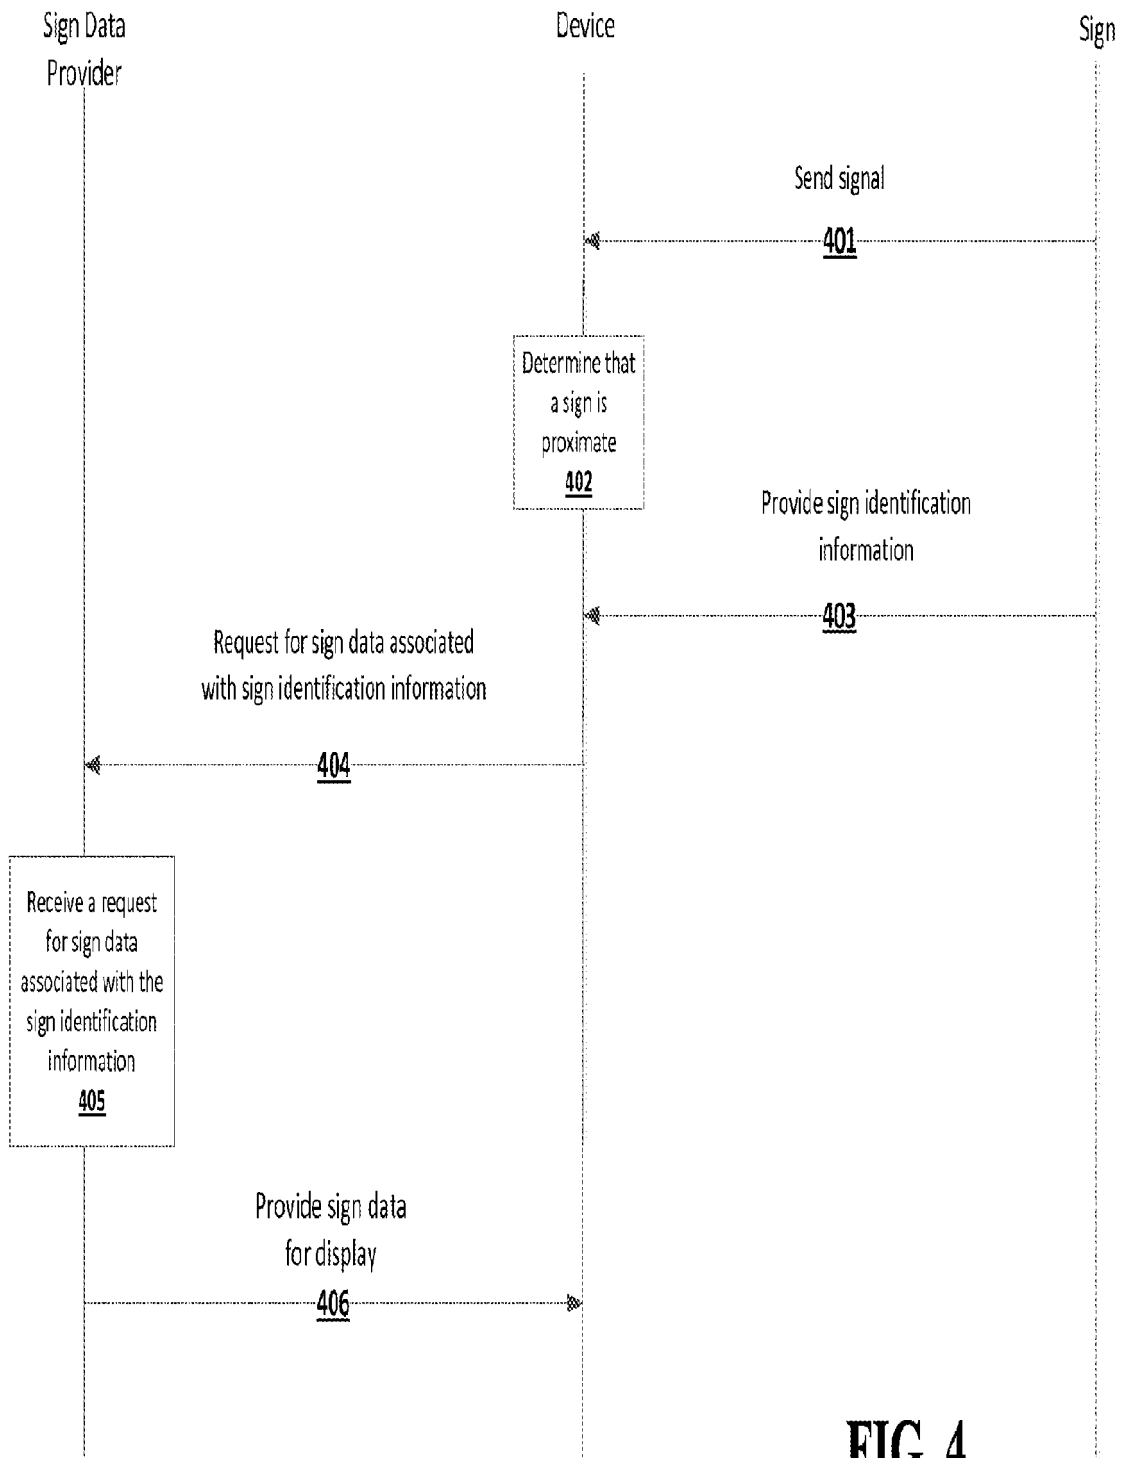 Sign Data
Provider
Device
Sign
Send signal
401
Determine that
a sign is
proximate
402
Provide sign identification
information
403
Request for sign data associated
with sign identification information
404
Receive a request
for sign data
associated with the
sign identification
information
405
Provide sign data
for display
406
FIG. 4